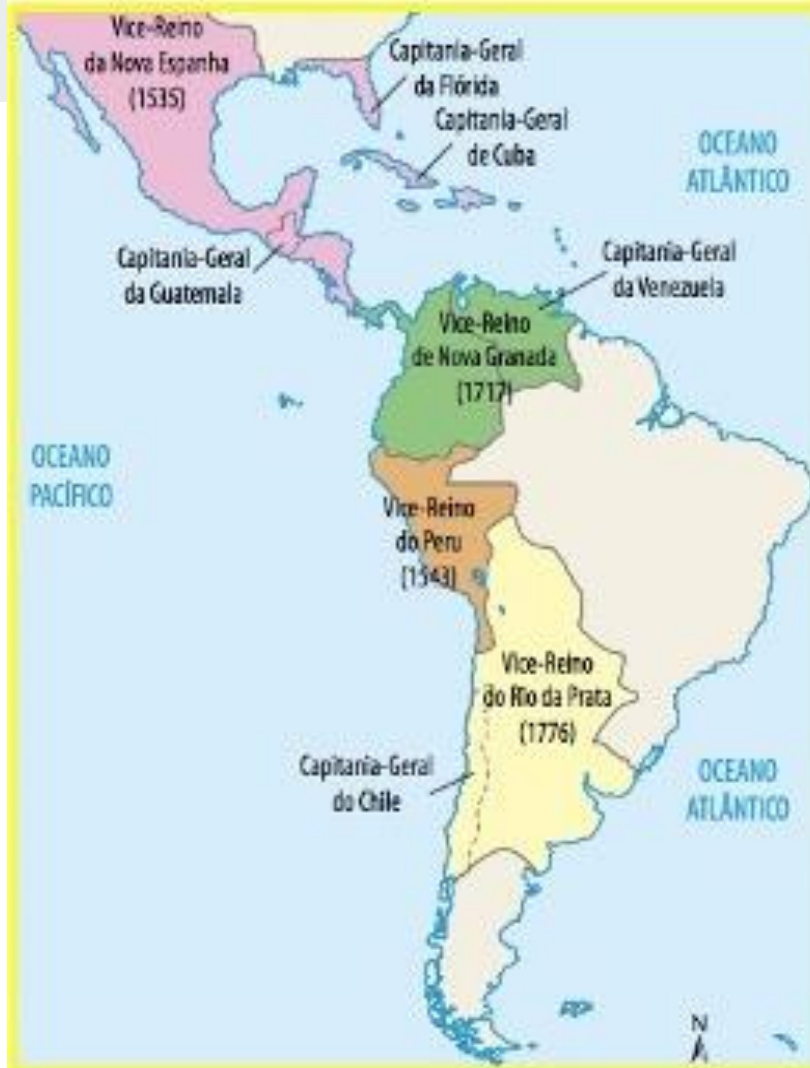 Vice-Reino
da Nova Espanha
(1535)
Capitania-Geral
da Flórida
Capitania-Geral
de Cuba
OCEANO
ATLÂNTICO
Capitania-Geral
da Guatemala
Capitania-Geral
da Venezuela
Vice-Reino
de Nova Granada
(1717)
OCEANO
PACÍFICO
Vice-Reino
do Peru
(1543)
Vice-Reino
do Rio da Prata
(1776)
Capitania-Geral
do Chile
OCEANO
ATLÂNTICO
N